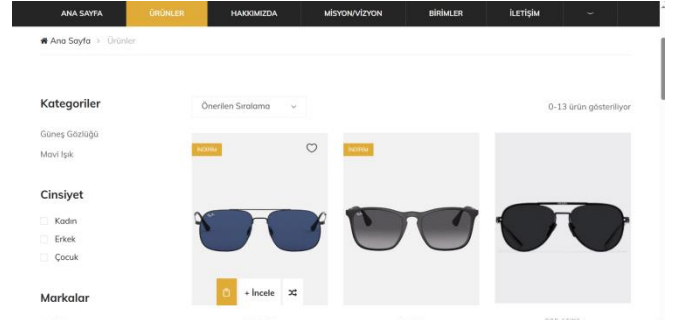 ANA SAYFA ÜRÜNLER HAKKIMIZDA MİSYON/VİZYON BİRİMLER İLETİŞİM
Ana Sayfa > Ürünler
Kategoriler
Önerilen Sıralama
0-13 ürün gösteriliyor
Güneş Gözlüğü
Mavi Işık
İNDİRİM
İNDİRİM
Cinsiyet
Kadın
Erkek
Çocuk
+ İncele
Markalar